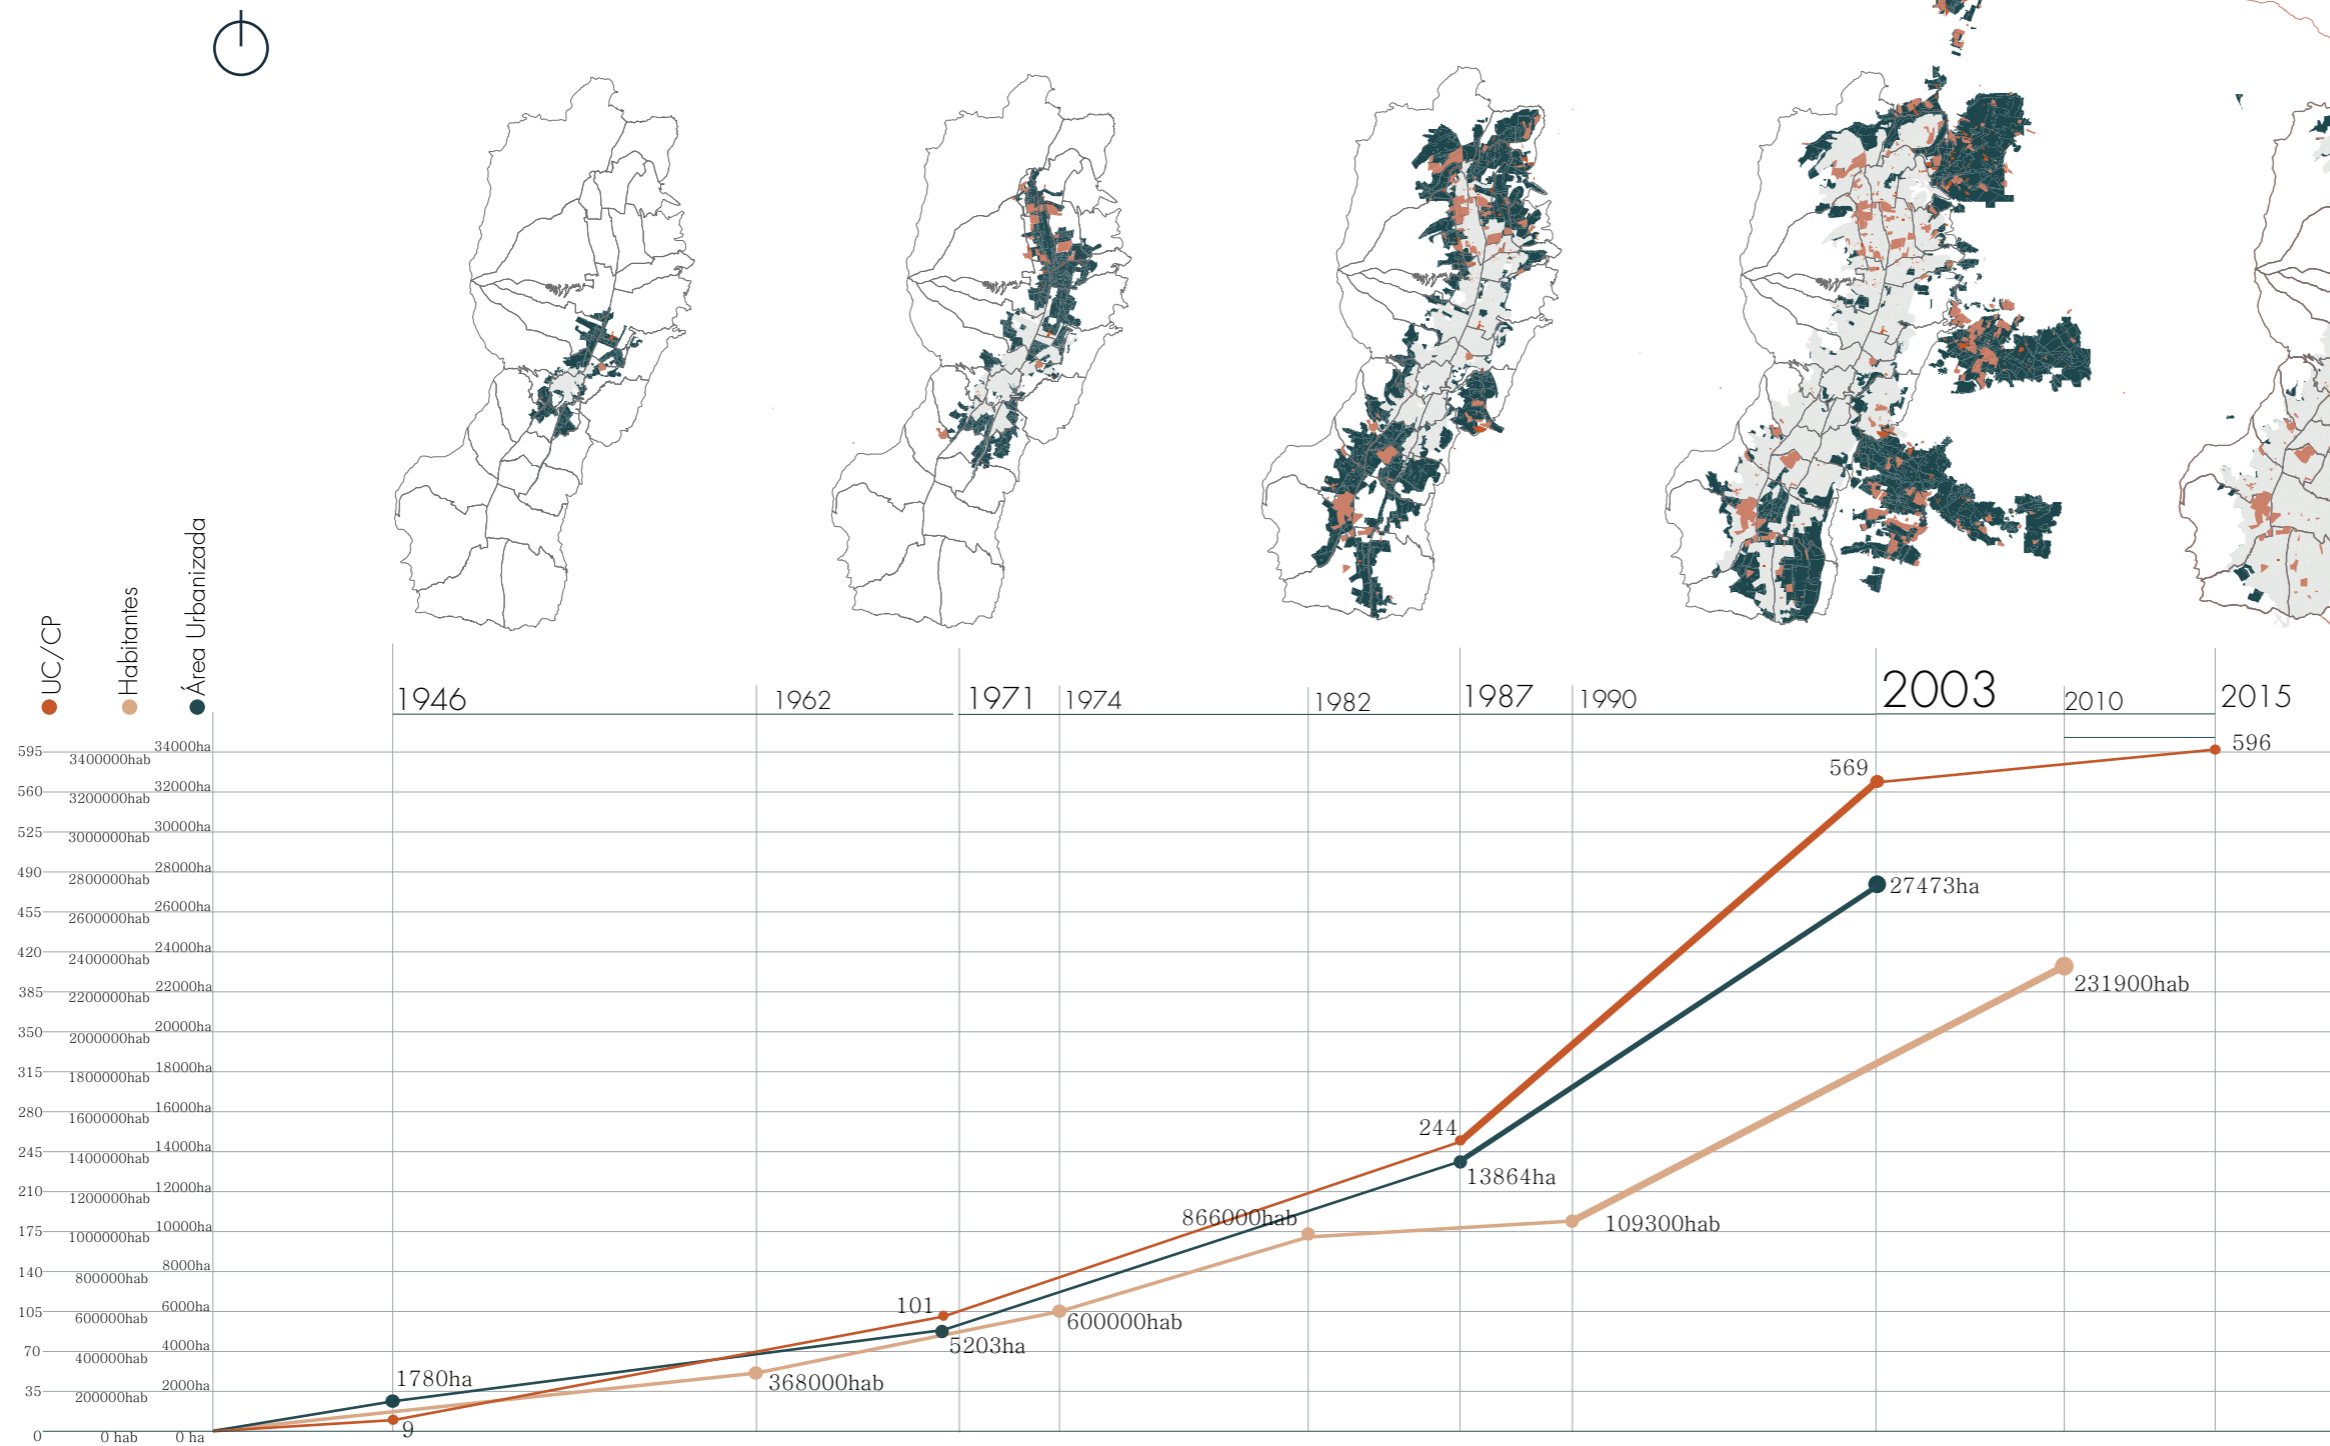 UC/CP
Habitantes
Área Urbanizada
1946
1962
1971
1974
1982
1987
1990
2003
2010
2015
595 3400000hab 34000ha
560 3200000hab 32000ha
525 3000000hab 30000ha
490 2800000hab 28000ha
455 2600000hab 26000ha
420 2400000hab 24000ha
385 2200000hab 22000ha
350 2000000hab 20000ha
315 1800000hab 18000ha
280 1600000hab 16000ha
245 1400000hab 14000ha
210 1200000hab 12000ha
175 1000000hab 10000ha
140 800000hab 8000ha
105 600000hab 6000ha
70 400000hab 4000ha
35 200000hab 2000ha
0 0 hab 0 ha
596
569
27473ha
231900hab
244
13864ha
866000hab
109300hab
101
600000hab
5203ha
1780ha
368000hab
9